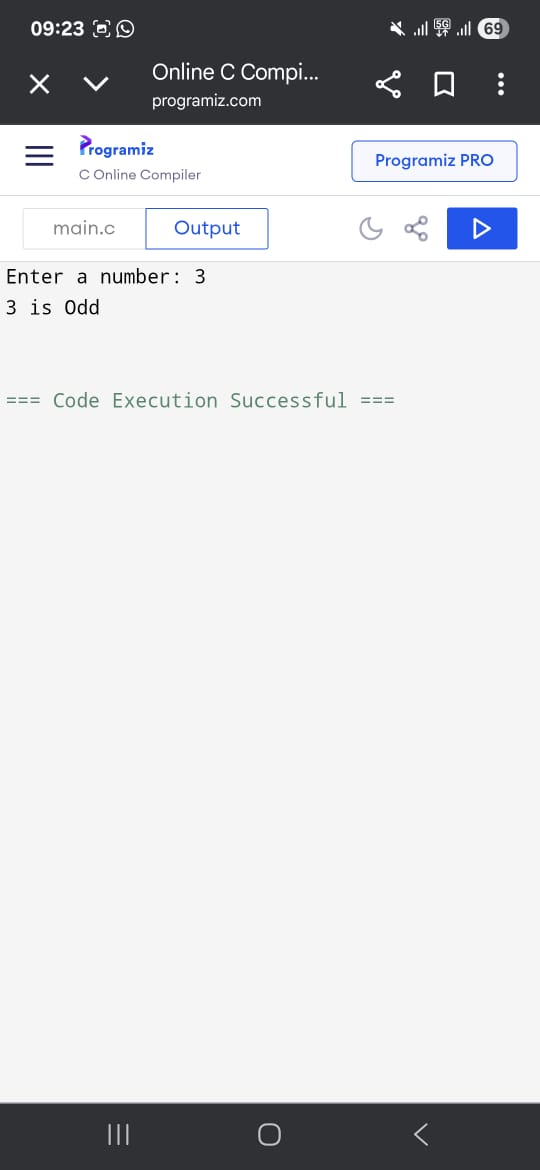 09:23
5G
69
Online C Compi...
programiz.com
Programiz
C Online Compiler
Programiz PRO
main.c
Output
Enter a number: 3
3 is Odd
=== Code Execution Successful ===